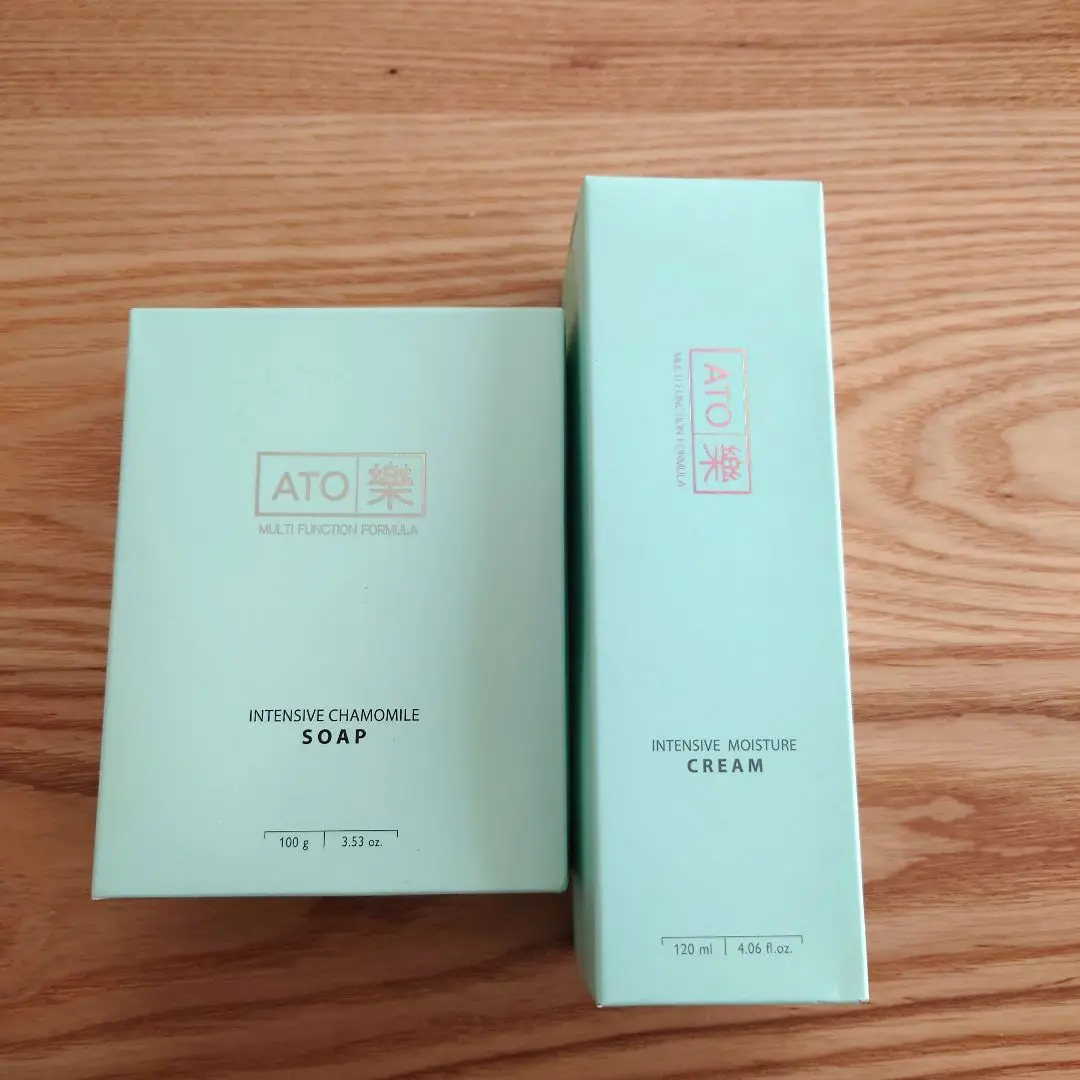 ATO 樂
MULTI FUNCTION FORMULA
INTENSIVE CHAMOMILE
SOAP
100 g 3.53 oz.
ATO 樂
MULTI FUNCTION FORMULA
INTENSIVE MOISTURE
CREAM
120 ml 4.06 fl.oz.